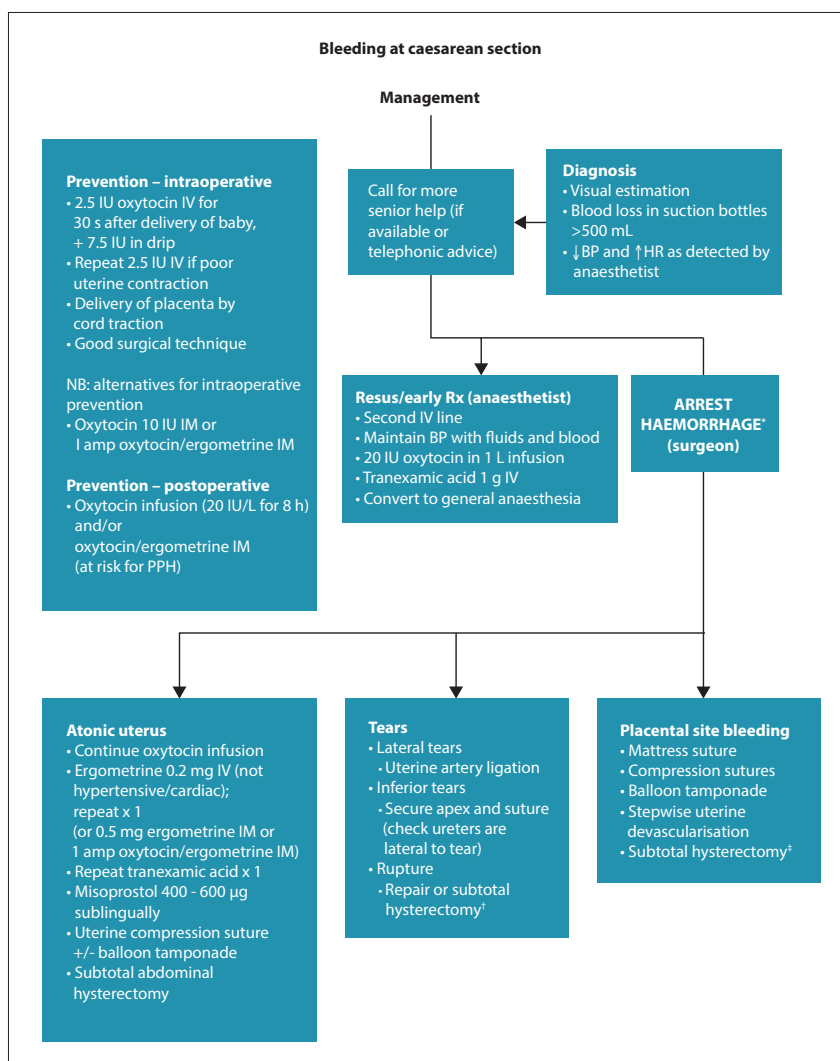 Bleeding at caesarean section
Management
Prevention – intraoperative
• 2.5 IU oxytocin IV for
30 s after delivery of baby,
+ 7.5 IU in drip
• Repeat 2.5 IU IV if poor
uterine contraction
• Delivery of placenta by
cord traction
• Good surgical technique
NB: alternatives for intraoperative
prevention
• Oxytocin 10 IU IM or
I amp oxytocin/ergometrine IM
Prevention – postoperative
• Oxytocin infusion (20 IU/L for 8 h)
and/or
oxytocin/ergometrine IM
(at risk for PPH)
Call for more
senior help (if
available or
telephonic advice)
Diagnosis
• Visual estimation
• Blood loss in suction bottles
>500 mL
• ↓BP and ↑HR as detected by
anaesthetist
Resus/early Rx (anaesthetist)
• Second IV line
• Maintain BP with fluids and blood
• 20 IU oxytocin in 1 L infusion
• Tranexamic acid 1 g IV
• Convert to general anaesthesia
ARREST
HAEMORRHAGE*
(surgeon)
Atonic uterus
• Continue oxytocin infusion
• Ergometrine 0.2 mg IV (not
hypertensive/cardiac);
repeat x 1
(or 0.5 mg ergometrine IM or
1 amp oxytocin/ergometrine IM)
• Repeat tranexamic acid x 1
• Misoprostol 400 - 600 µg
sublingually
• Uterine compression suture
+/- balloon tamponade
• Subtotal abdominal
hysterectomy
Tears
• Lateral tears
• Uterine artery ligation
• Inferior tears
• Secure apex and suture
(check ureters are
lateral to tear)
• Rupture
• Repair or subtotal
hysterectomy†
Placental site bleeding
• Mattress suture
• Compression sutures
• Balloon tamponade
• Stepwise uterine
devascularisation
• Subtotal hysterectomy‡